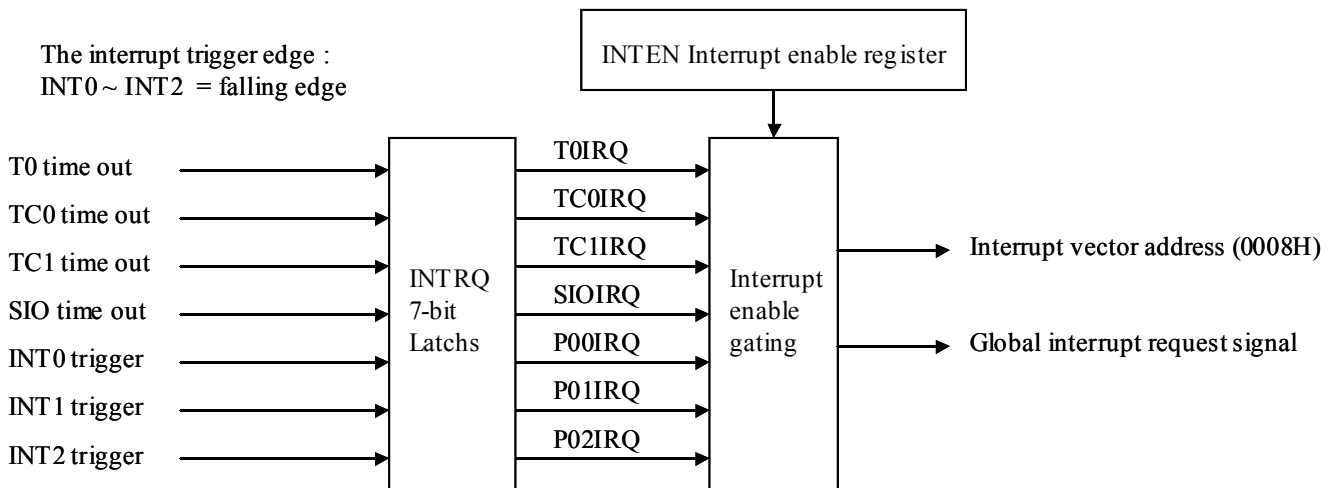 The interrupt trigger edge :
INT0 ~ INT2 = falling edge
INTEN Interrupt enable register
T0 time out
TC0 time out
TC1 time out
SIO time out
INT0 trigger
INT1 trigger
INT2 trigger
INTRQ
7-bit
Latchs
T0IRQ
TC0IRQ
TC1IRQ
SIOIRQ
P00IRQ
P01IRQ
P02IRQ
Interrupt
enable
gating
Interrupt vector address (0008H)
Global interrupt request signal